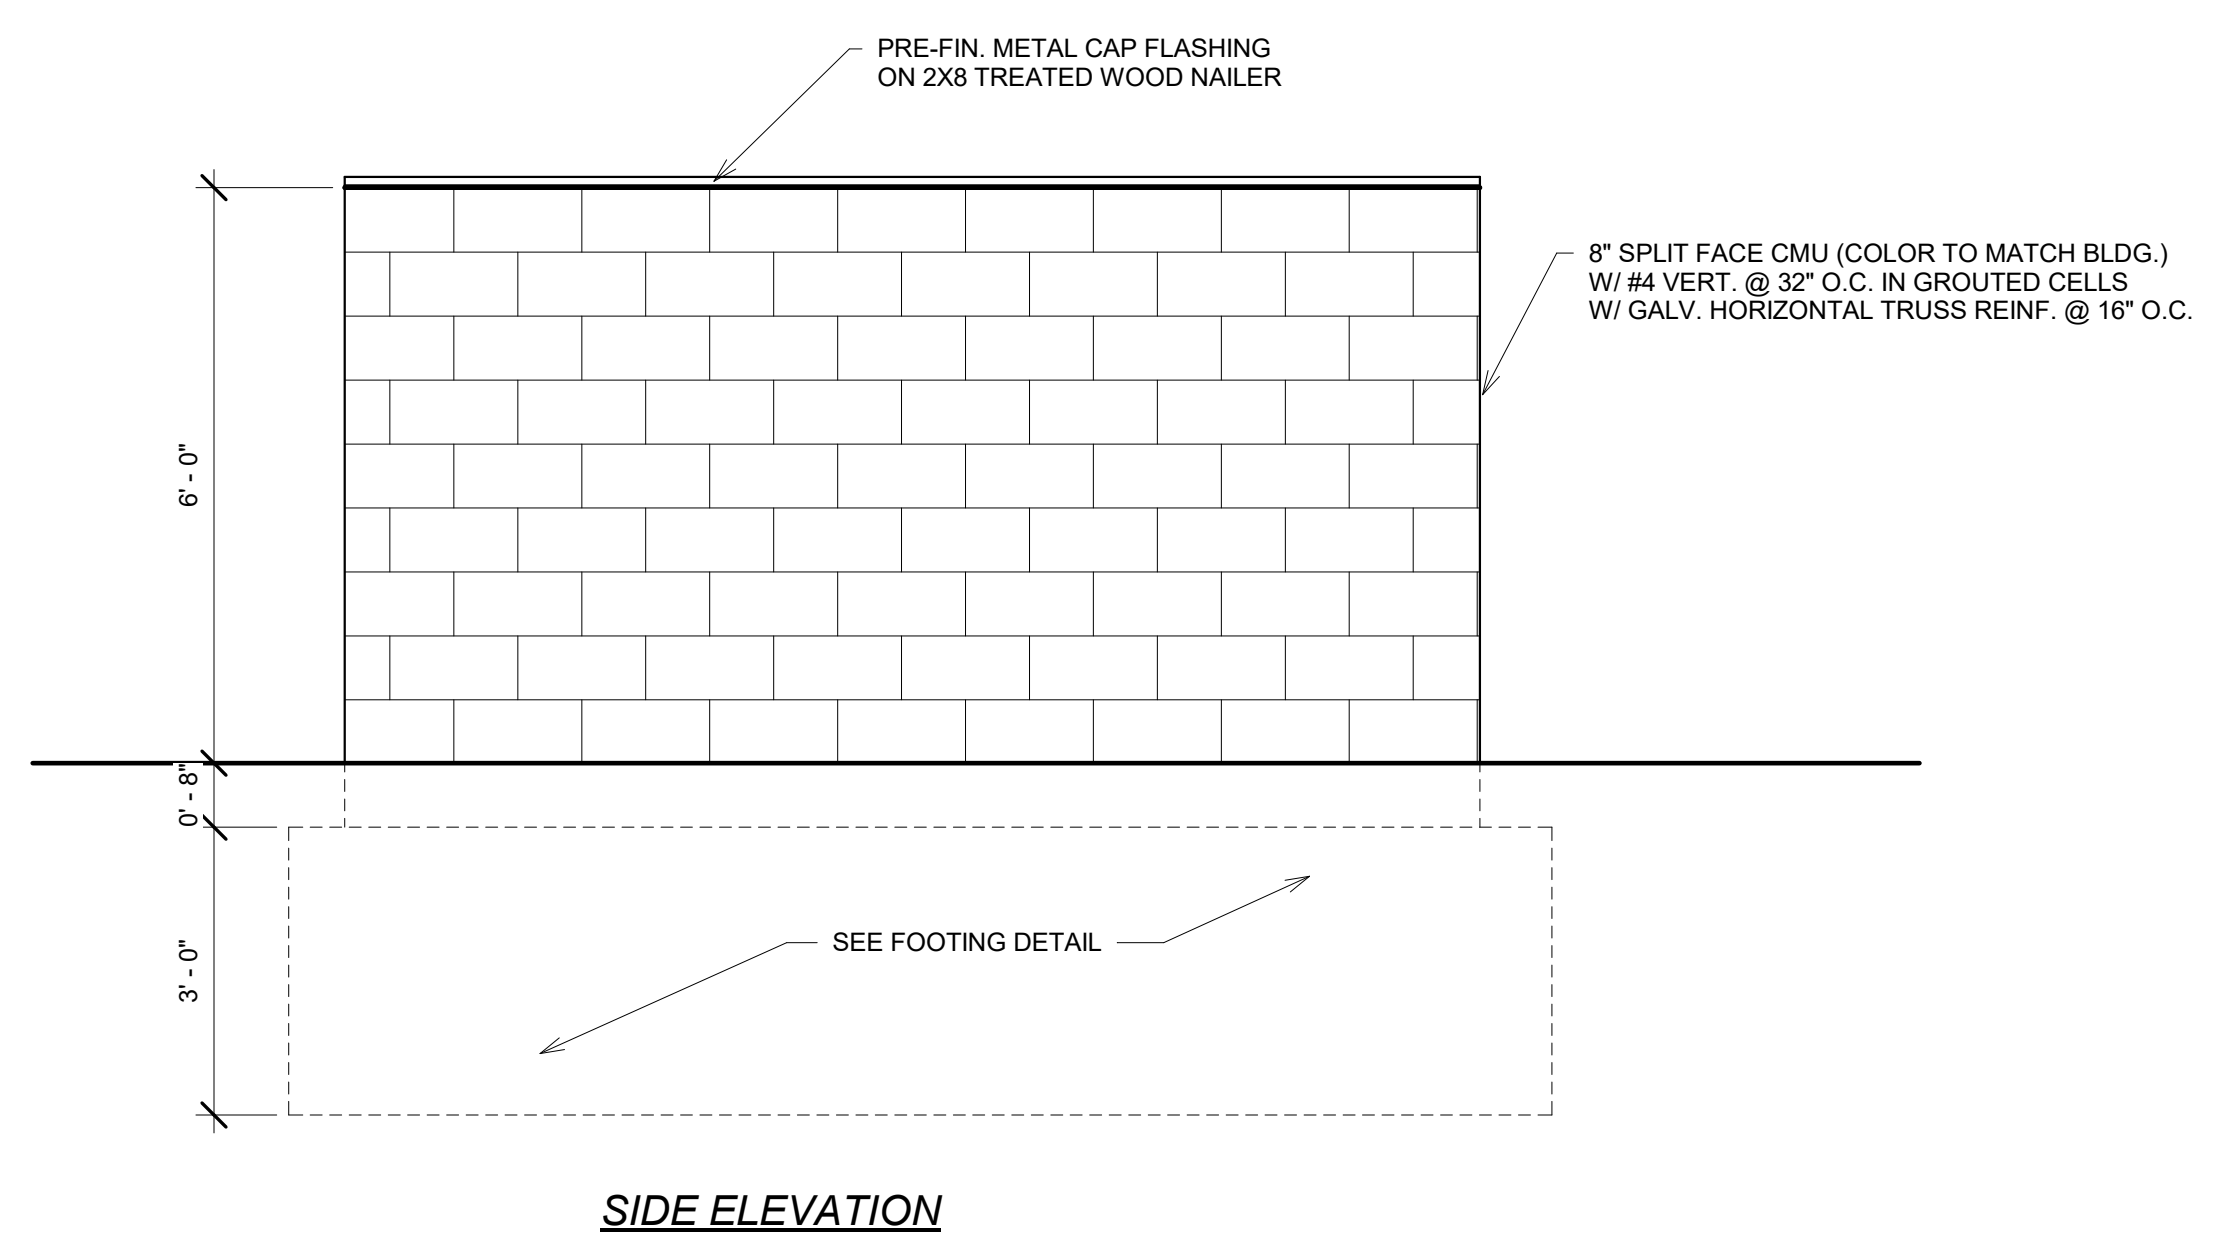 PRE-FIN. METAL CAP FLASHING
ON 2X8 TREATED WOOD NAILER
8" SPLIT FACE CMU (COLOR TO MATCH BLDG.)
W/ #4 VERT. @ 32" O.C. IN GROUTED CELLS
W/ GALV. HORIZONTAL TRUSS REINF. @ 16" O.C.
6' - 0"
0' - 8"
3' - 0"
SEE FOOTING DETAIL
SIDE ELEVATION